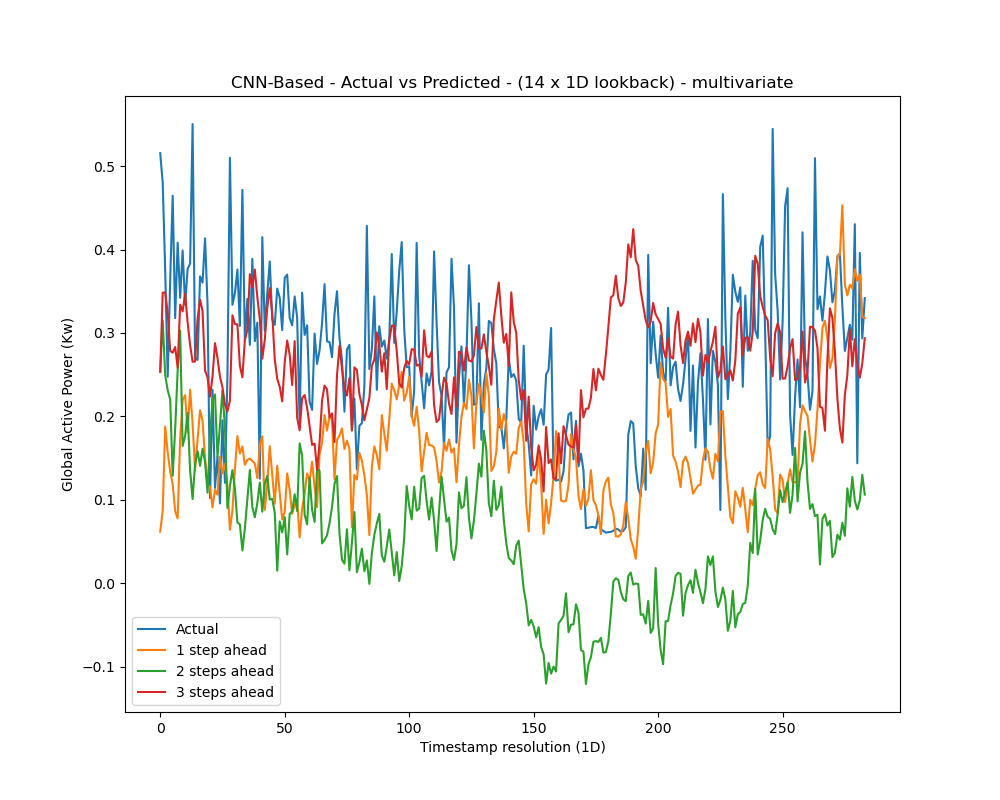 CNN-Based - Actual vs Predicted - (14 x 1D lookback) - multivariate
Global Active Power (Kw)
0.5
0.4
0.3
0.2
0.1
0.0
−0.1
Actual
1 step ahead
2 steps ahead
3 steps ahead
0 50 100 150 200 250
Timestamp resolution (1D)